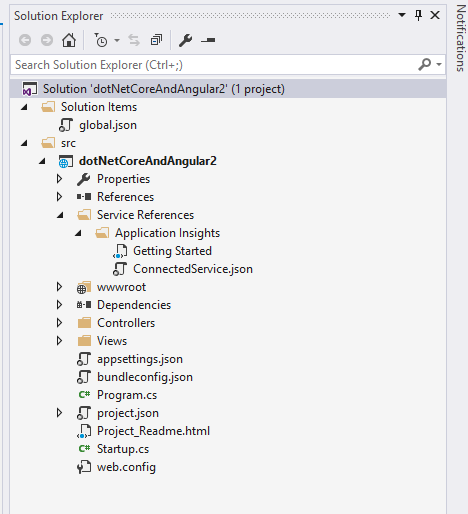 Solution Explorer
Search Solution Explorer (Ctrl+;)
Solution 'dotNetCoreAndAngular2' (1 project)
Solution Items
global.json
src
dotNetCoreAndAngular2
Properties
References
Service References
Application Insights
Getting Started
ConnectedService.json
wwwroot
Dependencies
Controllers
Views
appsettings.json
bundleconfig.json
C# Program.cs
project.json
Project_Readme.html
C# Startup.cs
web.config
Notifications